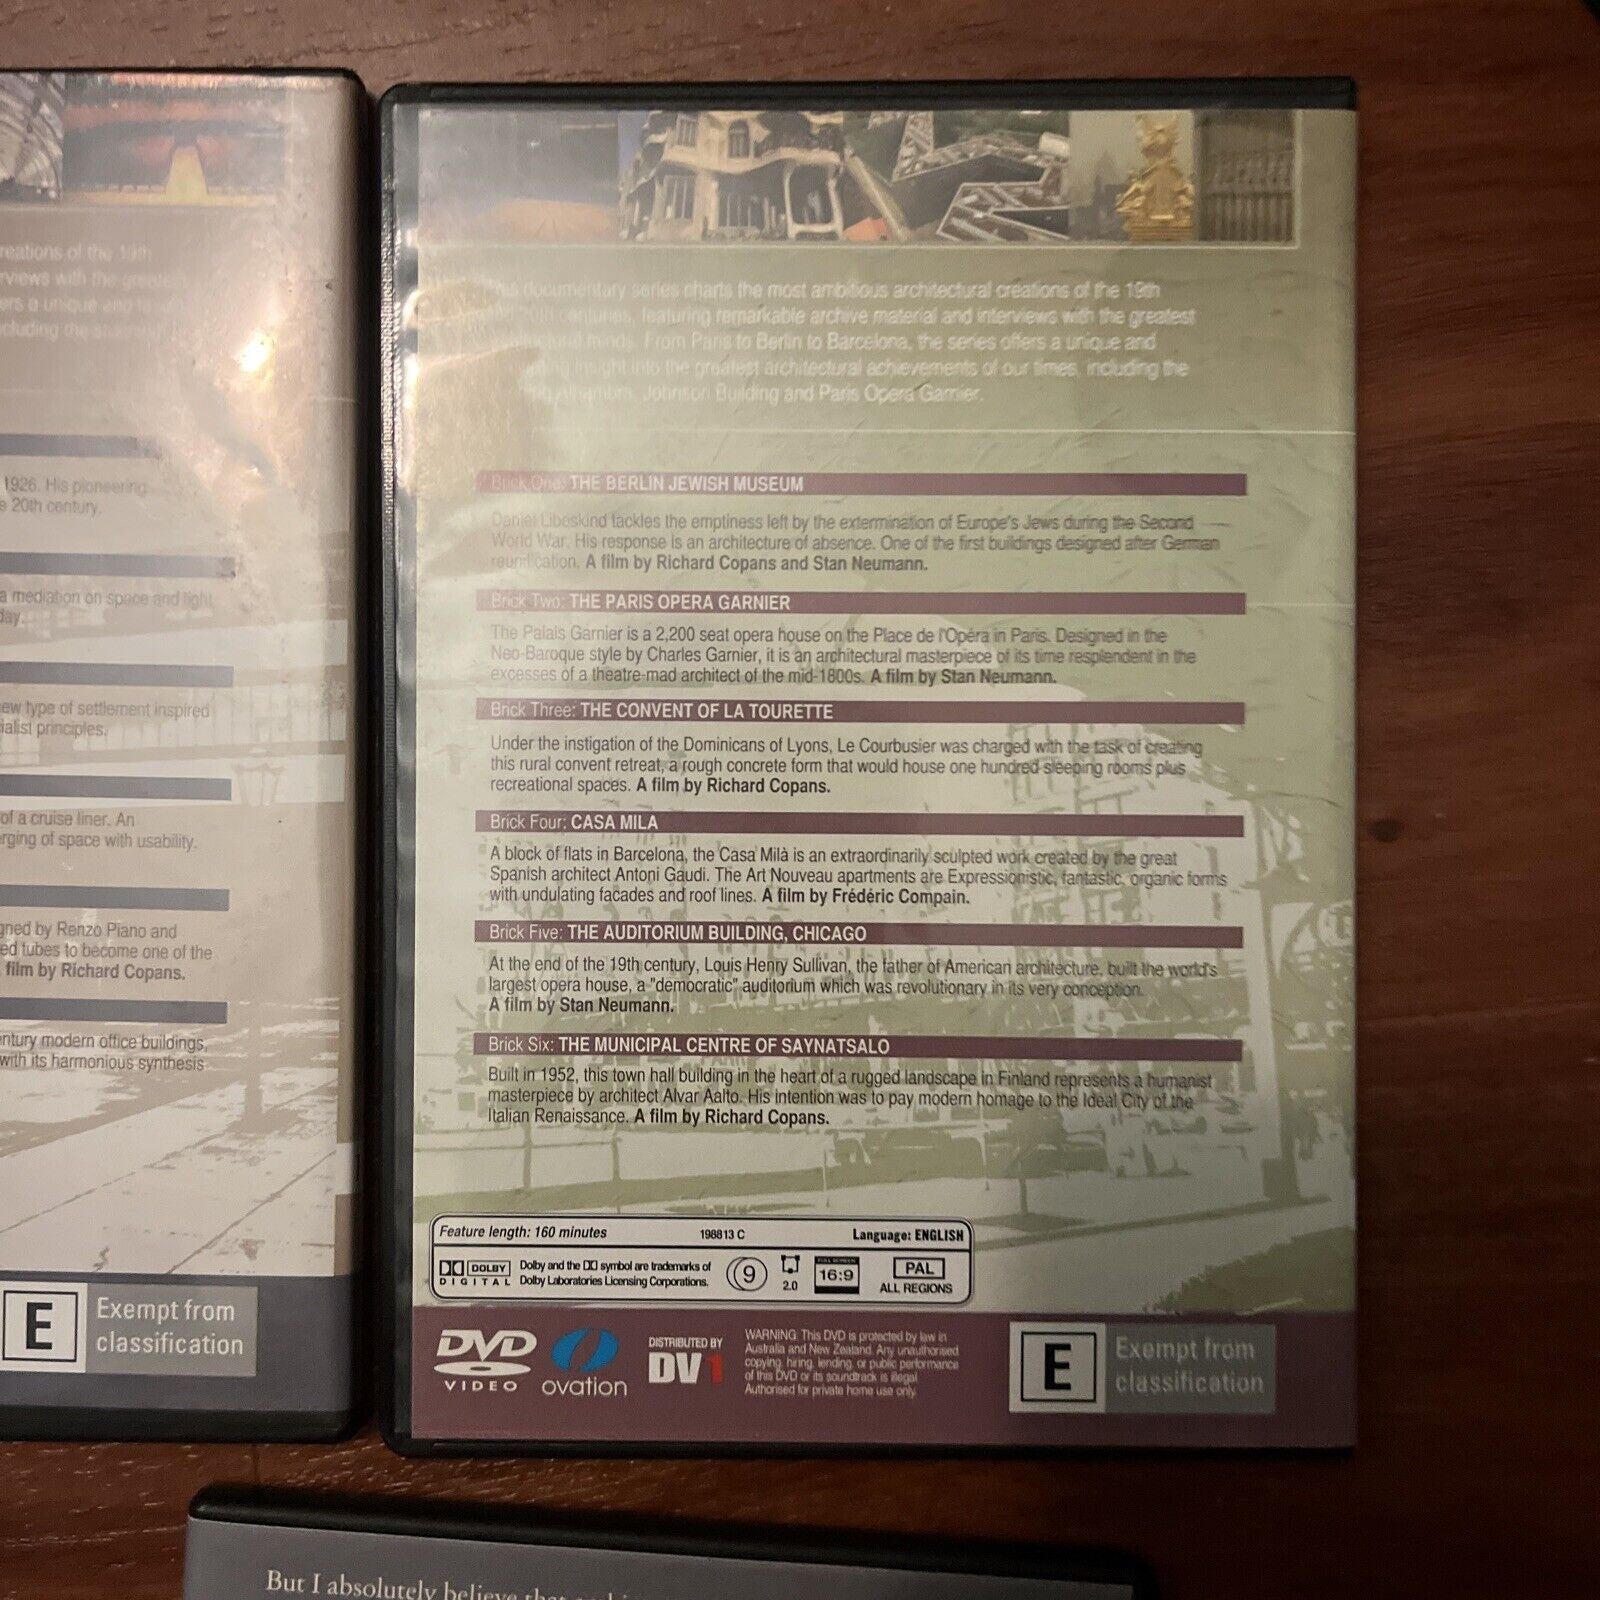 reations of the 19th
rviews with the greate
ers a unique and
cluding the
1926. His pioneering
e 20th century.
a mediation on space and light
day.
ew type of settlement inspired
ialist principles.
of a cruise liner. An
erging of space with usability.
gned by Renzo Piano and
ed tubes to become one of the
film by Richard Copans.
entury modern office buildings,
with its harmonious synthesis
E Exempt from
classification
documentary series charts the most ambitious architectural creations of the 19th
centuries, featuring remarkable archive material and interviews with the greatest
minds. From Paris to Berlin to Barcelona, the series offers a unique and
insight into the greatest architectural achievements of our times, including the
Alhambra, Johnson Building and Paris Opera Garnier.
Brick One: THE BERLIN JEWISH MUSEUM
Daniel Libeskind tackles the emptiness left by the extermination of Europe's Jews during the Second
World War. His response is an architecture of absence. One of the first buildings designed after German
reunification. A film by Richard Copans and Stan Neumann.
Brick Two: THE PARIS OPERA GARNIER
The Palais Garnier is a 2,200 seat opera house on the Place de l'Opéra in Paris. Designed in the
Neo-Baroque style by Charles Garnier, it is an architectural masterpiece of its time resplendent in the
excesses of a theatre-mad architect of the mid-1800s. A film by Stan Neumann.
Brick Three: THE CONVENT OF LA TOURETTE
Under the instigation of the Dominicans of Lyons, Le Courbusier was charged with the task of creating
this rural convent retreat, a rough concrete form that would house one hundred sleeping rooms plus
recreational spaces. A film by Richard Copans.
Brick Four: CASA MILA
A block of flats in Barcelona, the Casa Milà is an extraordinarily sculpted work created by the great
Spanish architect Antoni Gaudi. The Art Nouveau apartments are Expressionistic, fantastic, organic forms
with undulating facades and roof lines. A film by Frédéric Compain.
Brick Five: THE AUDITORIUM BUILDING, CHICAGO
At the end of the 19th century, Louis Henry Sullivan, the father of American architecture, built the world's
largest opera house, a "democratic" auditorium which was revolutionary in its very conception.
A film by Stan Neumann.
Brick Six: THE MUNICIPAL CENTRE OF SAYNATSALO
Built in 1952, this town hall building in the heart of a rugged landscape in Finland represents a humanist
masterpiece by architect Alvar Aalto. His intention was to pay modern homage to the Ideal City of the
Italian Renaissance. A film by Richard Copans.
Feature length: 160 minutes 198813 C Language: ENGLISH
DOLBY DIGITAL
Dolby and the symbol are trademarks of
Dolby Laboratories Licensing Corporations.
9 2.0 FULL SCREEN 16:9 PAL
ALL REGIONS
DVD VIDEO
ovation
DISTRIBUTED BY
DV1
WARNING: This DVD is protected by law in
Australia and New Zealand. Any unauthorised
copying, hiring, lending, or public performance
of this DVD or its soundtrack is illegal.
Authorised for private home use only.
E Exempt from
classification
But I absolutely believe that